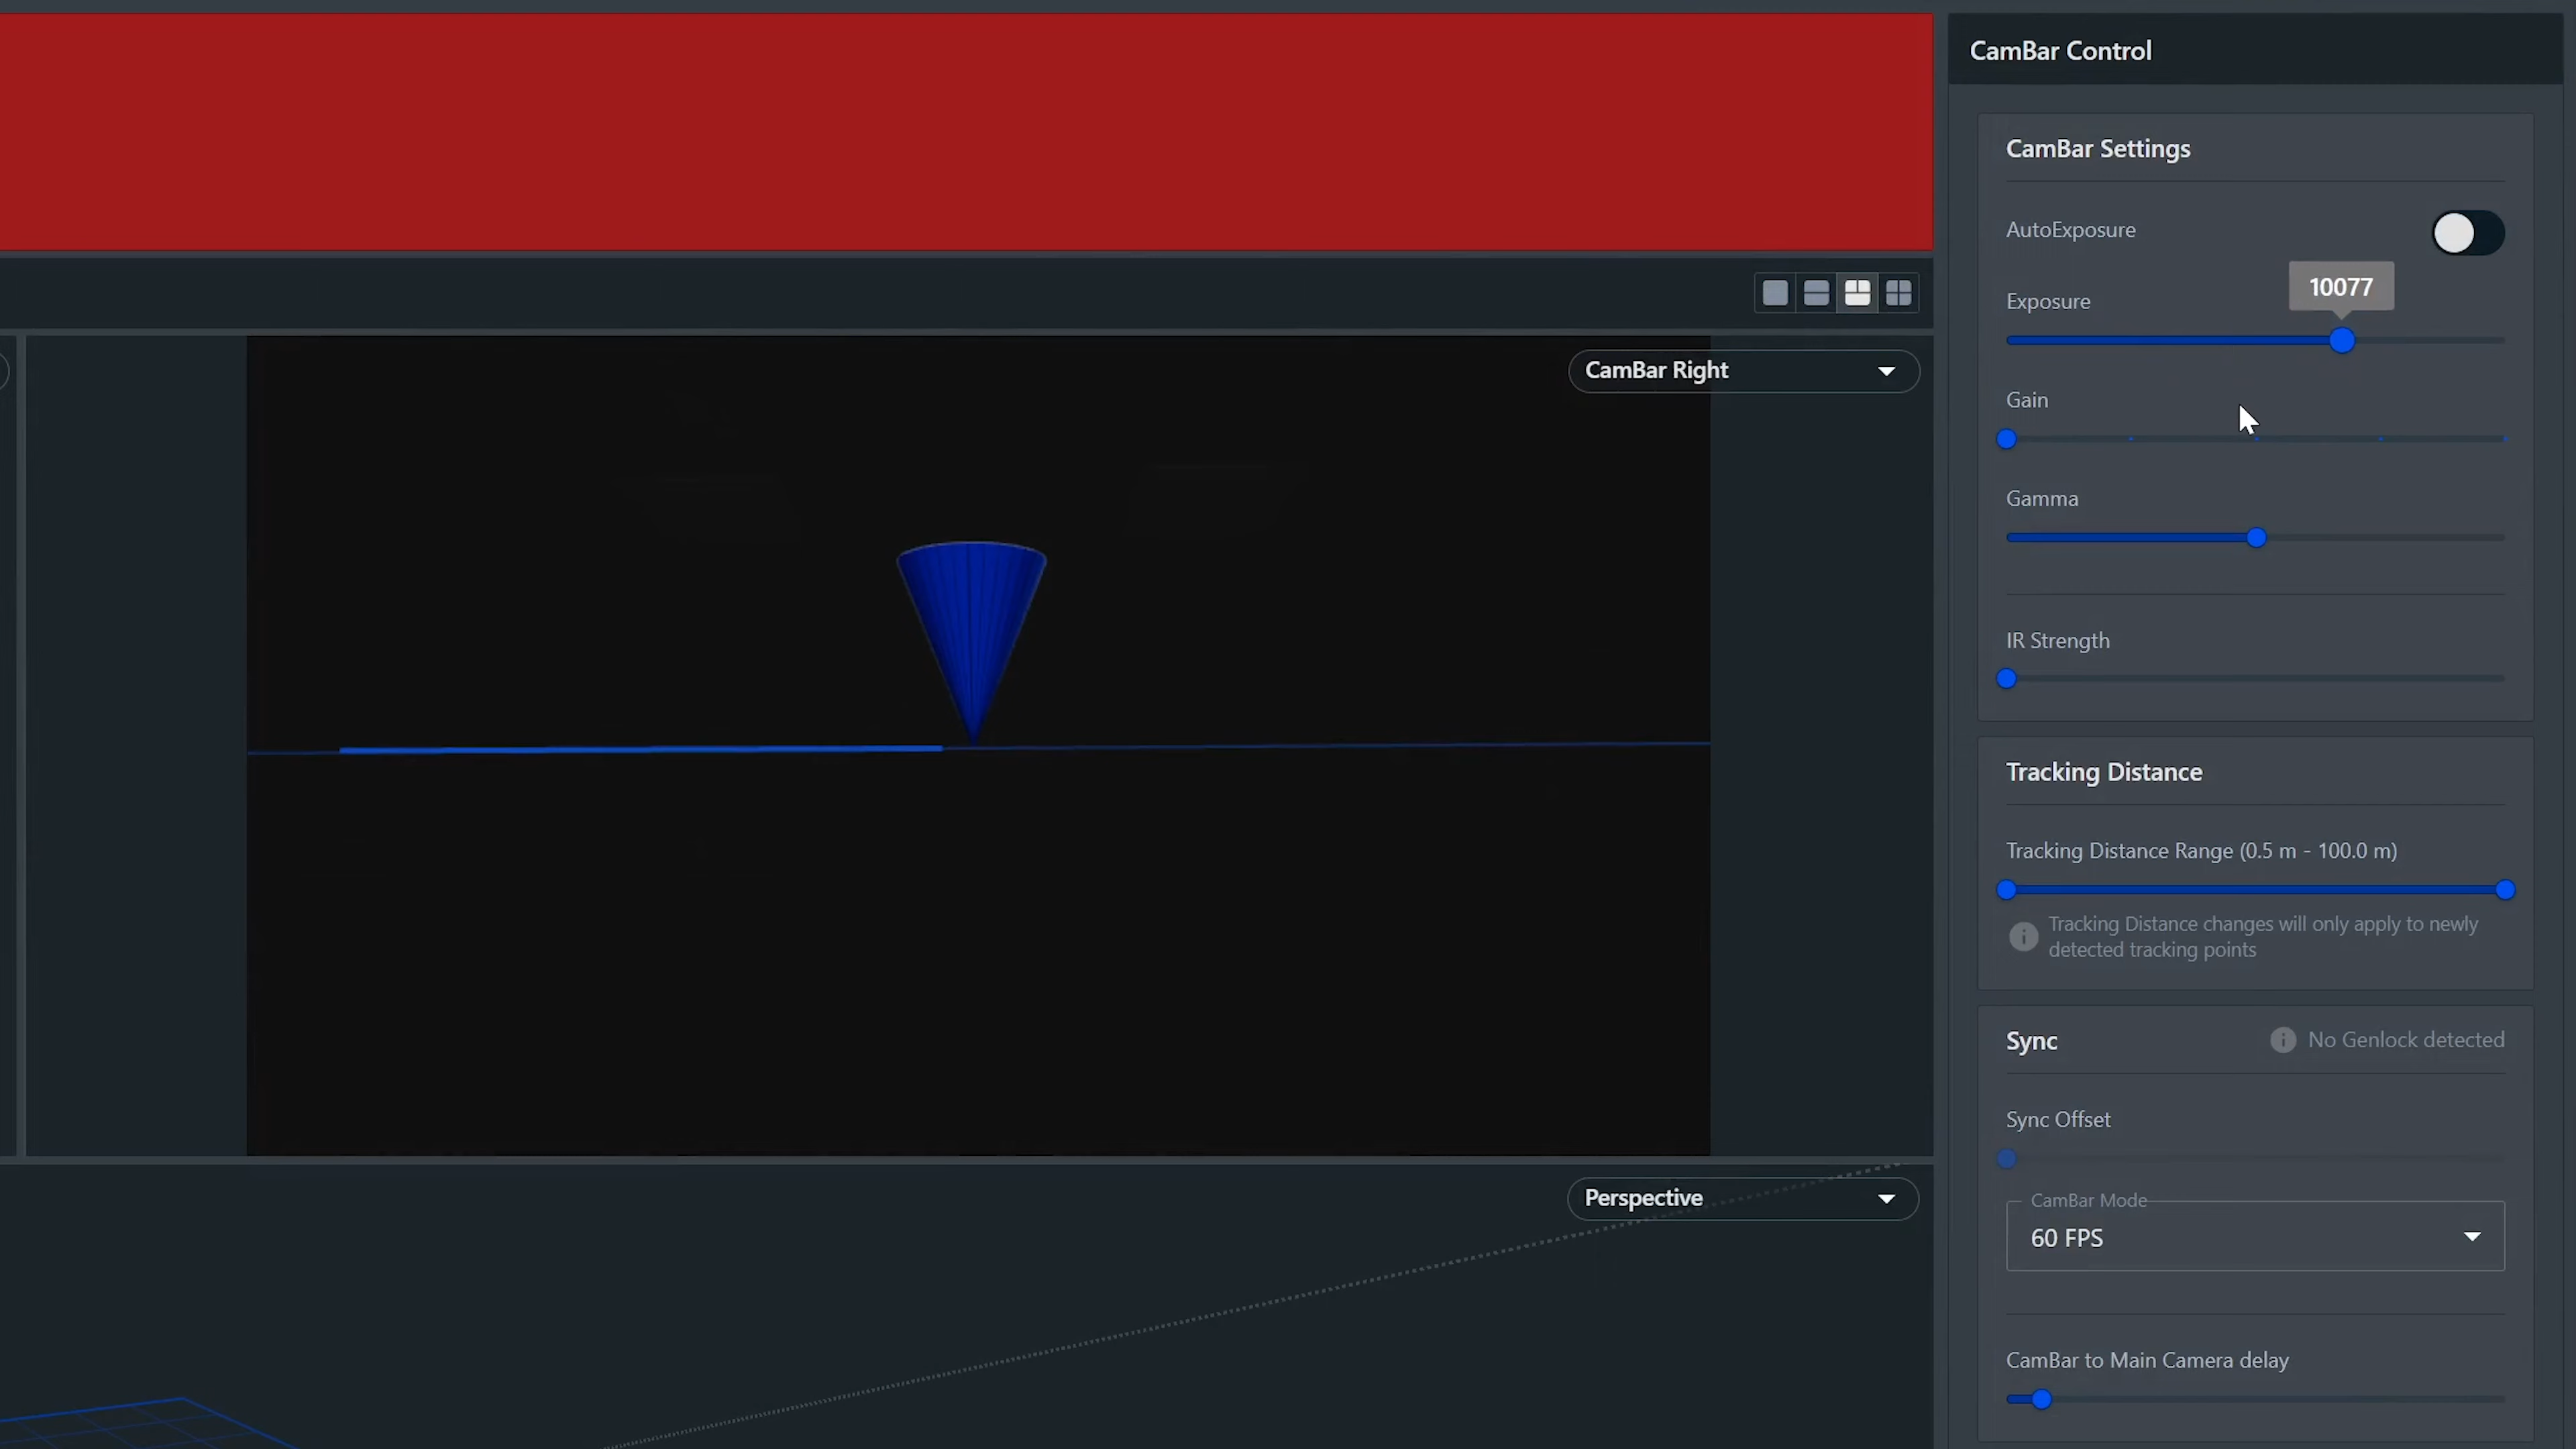 CamBar Control
CamBar Settings
AutoExposure
10077
Exposure
CamBar Right
Gain
Gamma
IR Strength
Tracking Distance
Tracking Distance Range (0.5 m - 100.0 m)
Tracking Distance changes will only apply to newly
detected tracking points
Sync
No Genlock detected
Sync Offset
Perspective
CamBar Mode
60 FPS
CamBar to Main Camera delay